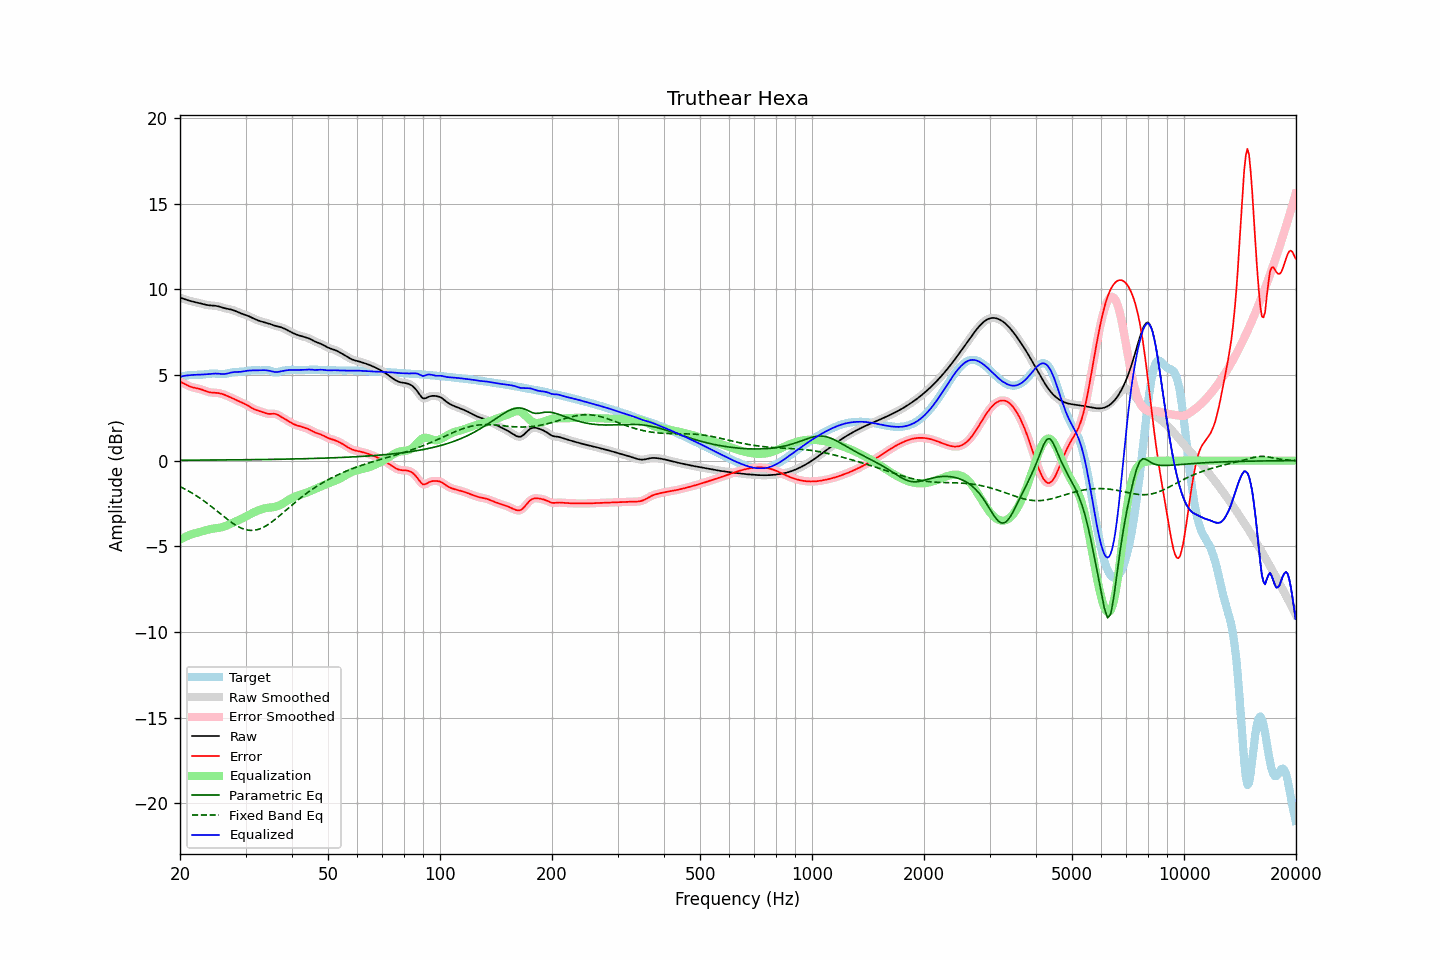 Truthear Hexa
Amplitude (dBr)
20
15
10
5
0
−5
−10
−15
−20
Target
Raw Smoothed
Error Smoothed
Raw
Error
Equalization
Parametric Eq
Fixed Band Eq
Equalized
20 50 100 200 500 1000 2000 5000 10000 20000
Frequency (Hz)